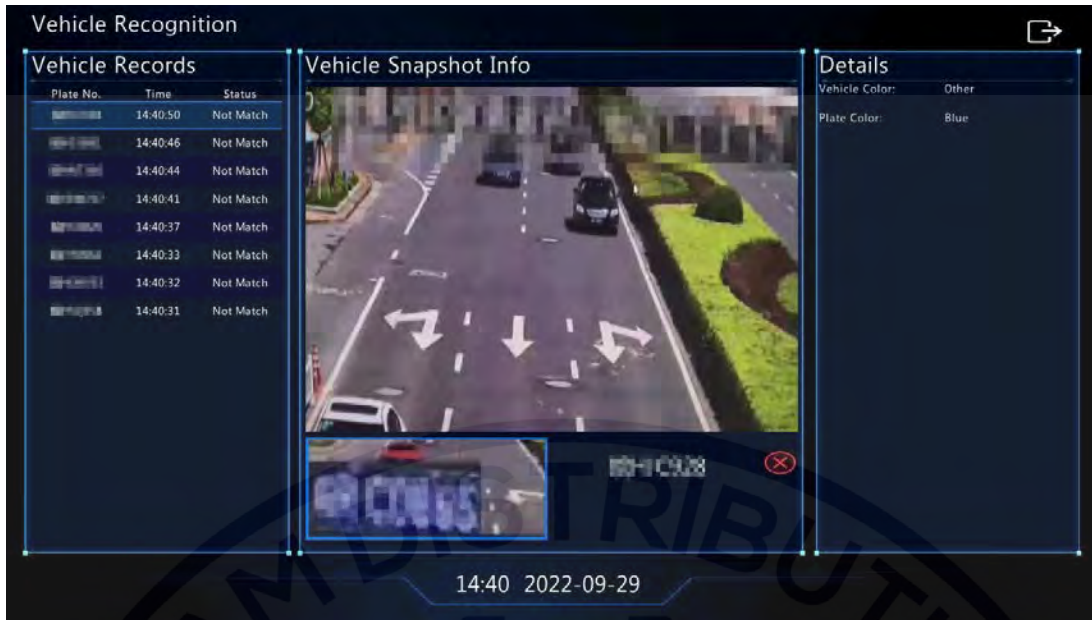 Vehicle Recognition
Vehicle Records
Plate No. Time Status
14:40:50 Not Match
14:40:46 Not Match
14:40:44 Not Match
14:40:41 Not Match
14:40:37 Not Match
14:40:33 Not Match
14:40:32 Not Match
14:40:31 Not Match
Vehicle Snapshot Info
Details
Vehicle Color: Other
Plate Color: Blue
14:40 2022-09-29